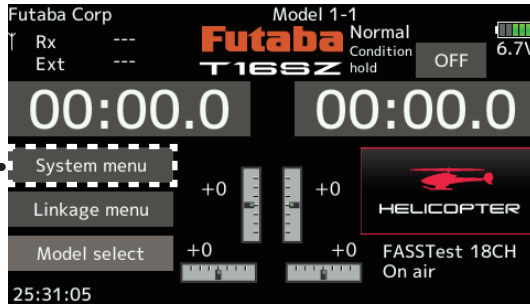 Futaba Corp Model 1-1
Rx ---
Ext ---
Futaba
T16SZ
Normal
Condition hold OFF
6.7V
00:00.0 00:00.0
System menu
Linkage menu
Model select
+0 +0
+0 +0
HELICOPTER
FASSTest 18CH
On air
25:31:05